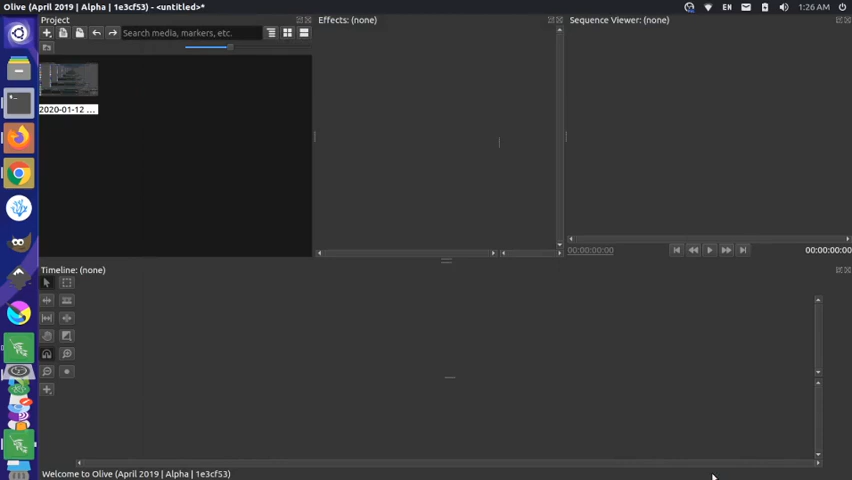 Olive (April 2019 | Alpha | 1e3cf53) - <untitled>*
EN
1:26 AM
Project
Effects: (none)
Sequence Viewer: (none)
Search media, markers, etc.
2020-01-12 ...
00:00:00:00
00:00:00:00
Timeline: (none)
Welcome to Olive (April 2019 | Alpha | 1e3cf53)